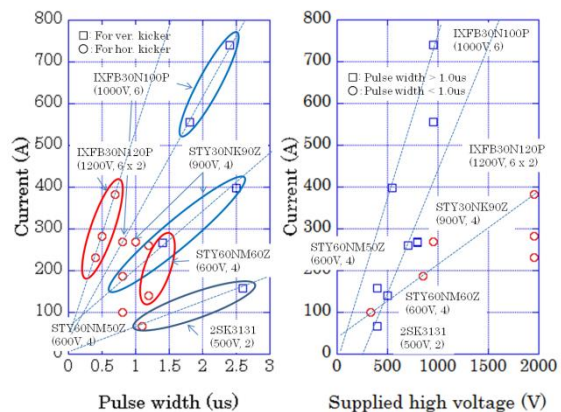 □: For ver. kicker
○: For hor. kicker
IXFB30N100P
(1000V, 6)
IXFB30N120P
(1200V, 6 x 2)
STY30NK90Z
(900V, 4)
STY60NM60Z
(600V, 4)
STY60NM50Z
(600V, 4)
2SK3131
(500V, 2)
800
700
600
500
400
300
200
100
0
0 0.5 1 1.5 2 2.5 3
Current (A)
Pulse width (us)
IXFB30N100P
(1000V, 6)
□: Pulse width > 1.0us
○: Pulse width < 1.0us
IXFB30N120P
(1200V, 6 x 2)
STY30NK90Z
(900V, 4)
STY60NM50Z
(600V, 4)
STY60NM60Z
(600V, 4)
2SK3131
(500V, 2)
800
700
600
500
400
300
200
100
0
0 500 1000 1500 2000
Current (A)
Supplied high voltage (V)